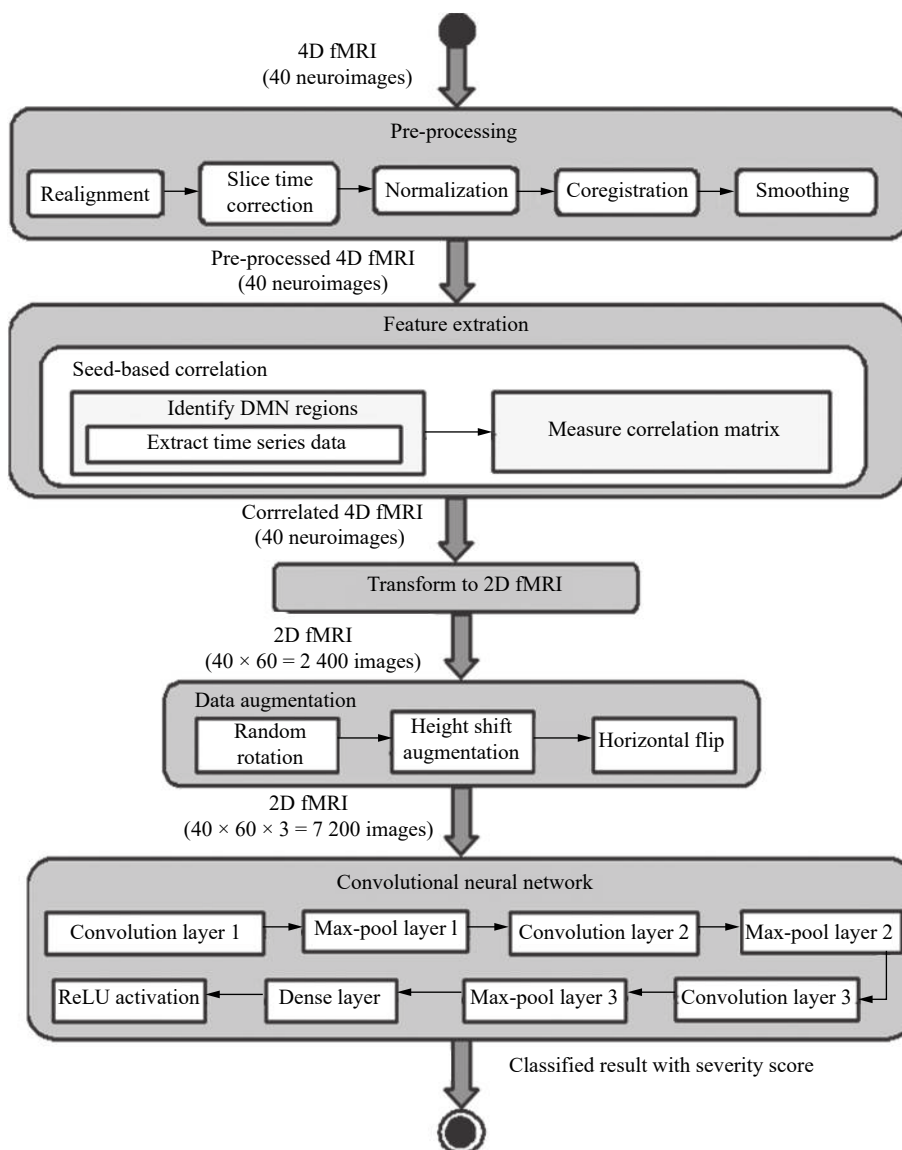 4D fMRI
(40 neuroimages)
Pre-processing
Realignment
Slice time
correction
Normalization
Coregistration
Smoothing
Pre-processed 4D fMRI
(40 neuroimages)
Feature extration
Seed-based correlation
Identify DMN regions
Extract time series data
Measure correlation matrix
Corrrelated 4D fMRI
(40 neuroimages)
Transform to 2D fMRI
2D fMRI
(40 × 60 = 2 400 images)
Data augmentation
Random
rotation
Height shift
augmentation
Horizontal flip
2D fMRI
(40 × 60 × 3 = 7 200 images)
Convolutional neural network
Convolution layer 1
Max-pool layer 1
Convolution layer 2
Max-pool layer 2
ReLU activation
Dense layer
Max-pool layer 3
Convolution layer 3
Classified result with severity score